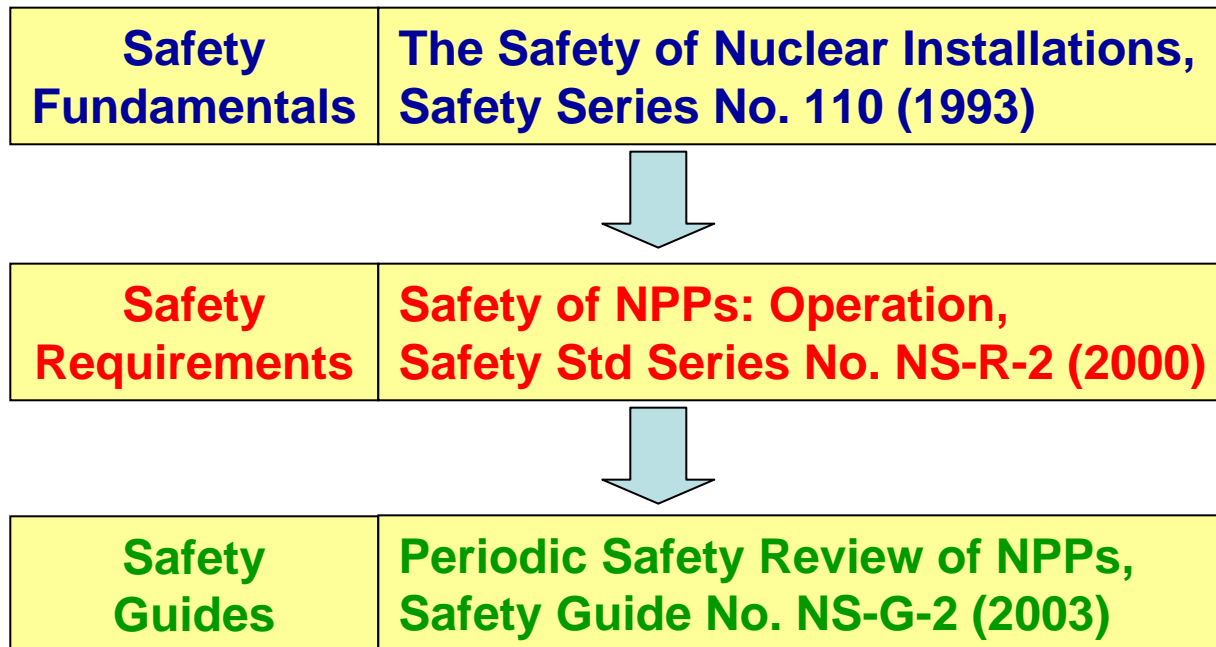 Safety
Fundamentals
The Safety of Nuclear Installations,
Safety Series No. 110 (1993)
Safety
Requirements
Safety of NPPs: Operation,
Safety Std Series No. NS-R-2 (2000)
Safety
Guides
Periodic Safety Review of NPPs,
Safety Guide No. NS-G-2 (2003)